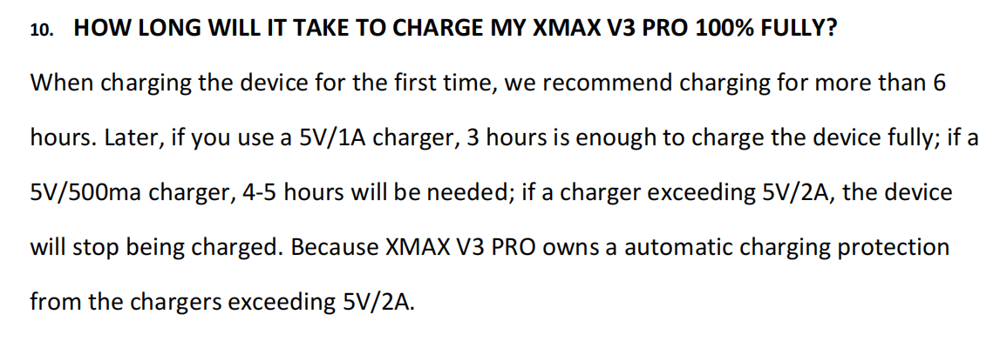 10. HOW LONG WILL IT TAKE TO CHARGE MY XMAX V3 PRO 100% FULLY?
When charging the device for the first time, we recommend charging for more than 6
hours. Later, if you use a 5V/1A charger, 3 hours is enough to charge the device fully; if a
5V/500ma charger, 4-5 hours will be needed; if a charger exceeding 5V/2A, the device
will stop being charged. Because XMAX V3 PRO owns a automatic charging protection
from the chargers exceeding 5V/2A.